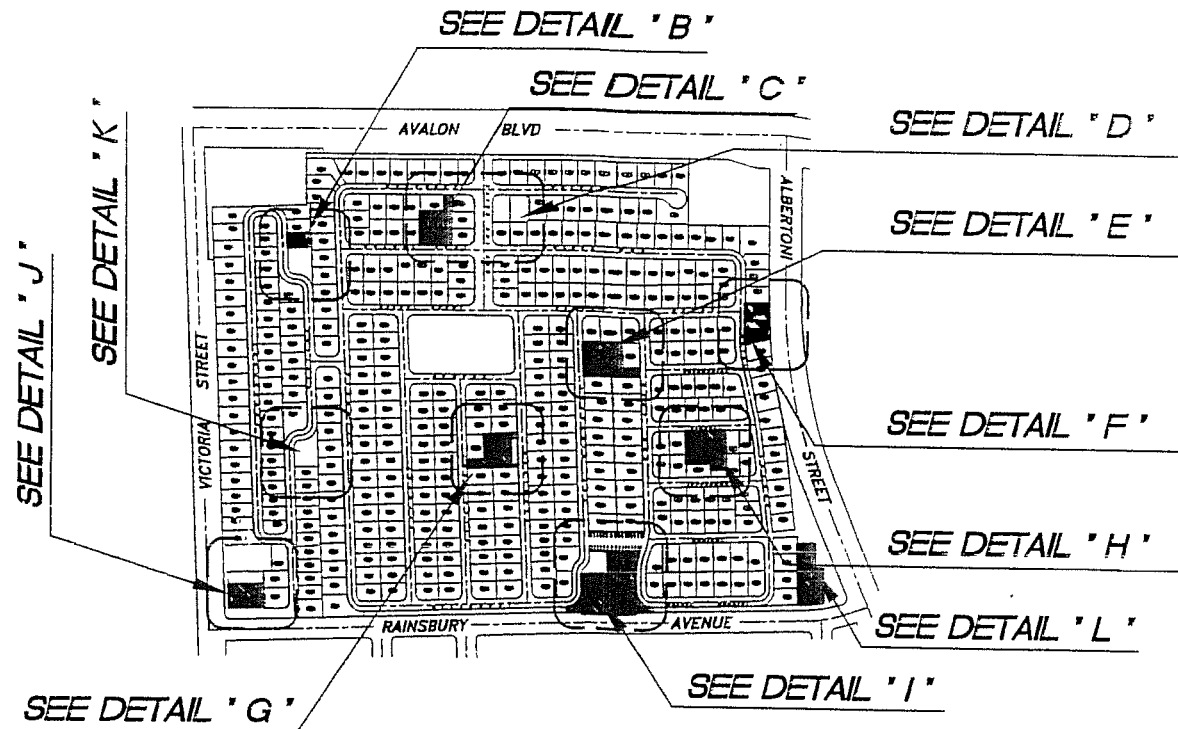 SEE DETAIL " B "
SEE DETAIL " C "
SEE DETAIL " D "
SEE DETAIL " E "
SEE DETAIL " F "
SEE DETAIL " H "
SEE DETAIL " L "
SEE DETAIL " I "
SEE DETAIL " G "
SEE DETAIL " J "
SEE DETAIL " K "
AVALON BLVD
ALBERTONI STREET
VICTORIA STREET
RAINSBURY AVENUE